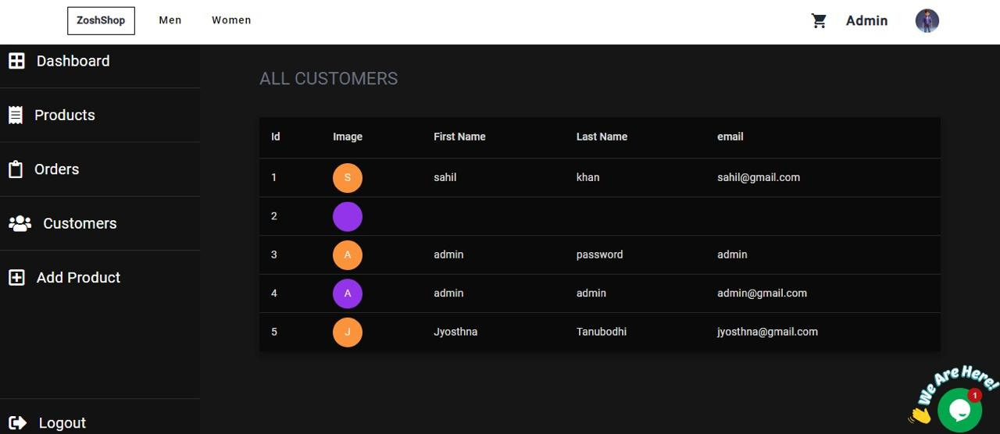 ZoshShop Men Women Admin
Dashboard
ALL CUSTOMERS
Products
Orders
Customers
Add Product
Logout
Id Image First Name Last Name email
1 S sahil khan sahil@gmail.com
2
3 A admin password admin
4 A admin admin admin@gmail.com
5 J Jyosthna Tanubodhi jyosthna@gmail.com
We Are Here!
1